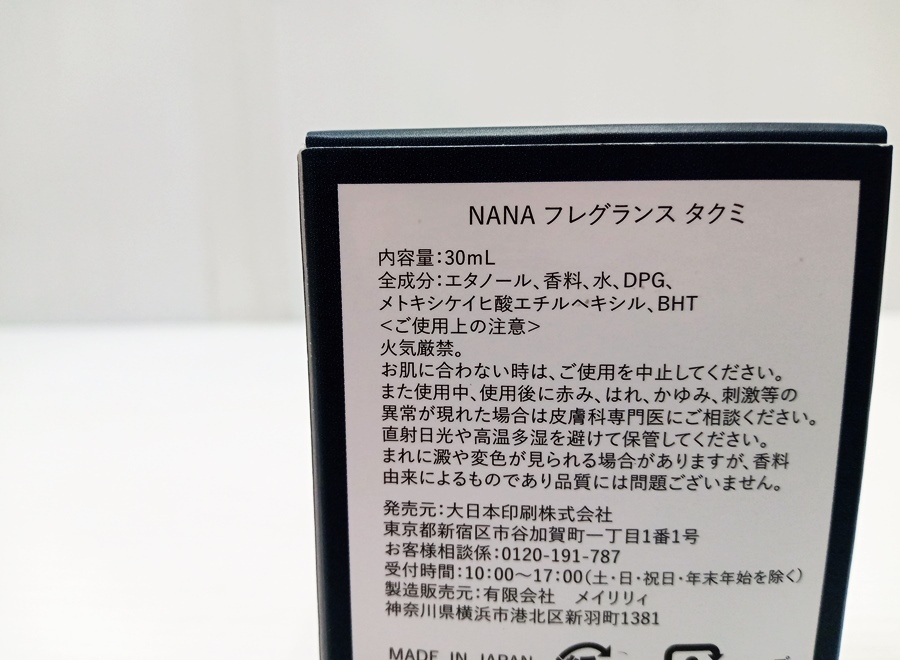 NANA フレグランス タクミ
内容量：30mL
全成分：エタノール、香料、水、DPG、
メトキシケイヒ酸エチルヘキシル、BHT
<ご使用上の注意>
火気厳禁。
お肌に合わない時は、ご使用を中止してください。
また使用中、使用後に赤み、はれ、かゆみ、刺激等の
異常が現れた場合は皮膚科専門医にご相談ください。
直射日光や高温多湿を避けて保管してください。
まれに澱や変色が見られる場合がありますが、香料
由来によるものであり品質には問題ございません。
発売元：大日本印刷株式会社
東京都新宿区市谷加賀町一丁目1番1号
お客様相談係：0120-191-787
受付時間：10:00～17:00（土・日・祝日・年末年始を除く）
製造販売元：有限会社　メイリリィ
神奈川県横浜市港北区新羽町1381
MADE IN JAPAN